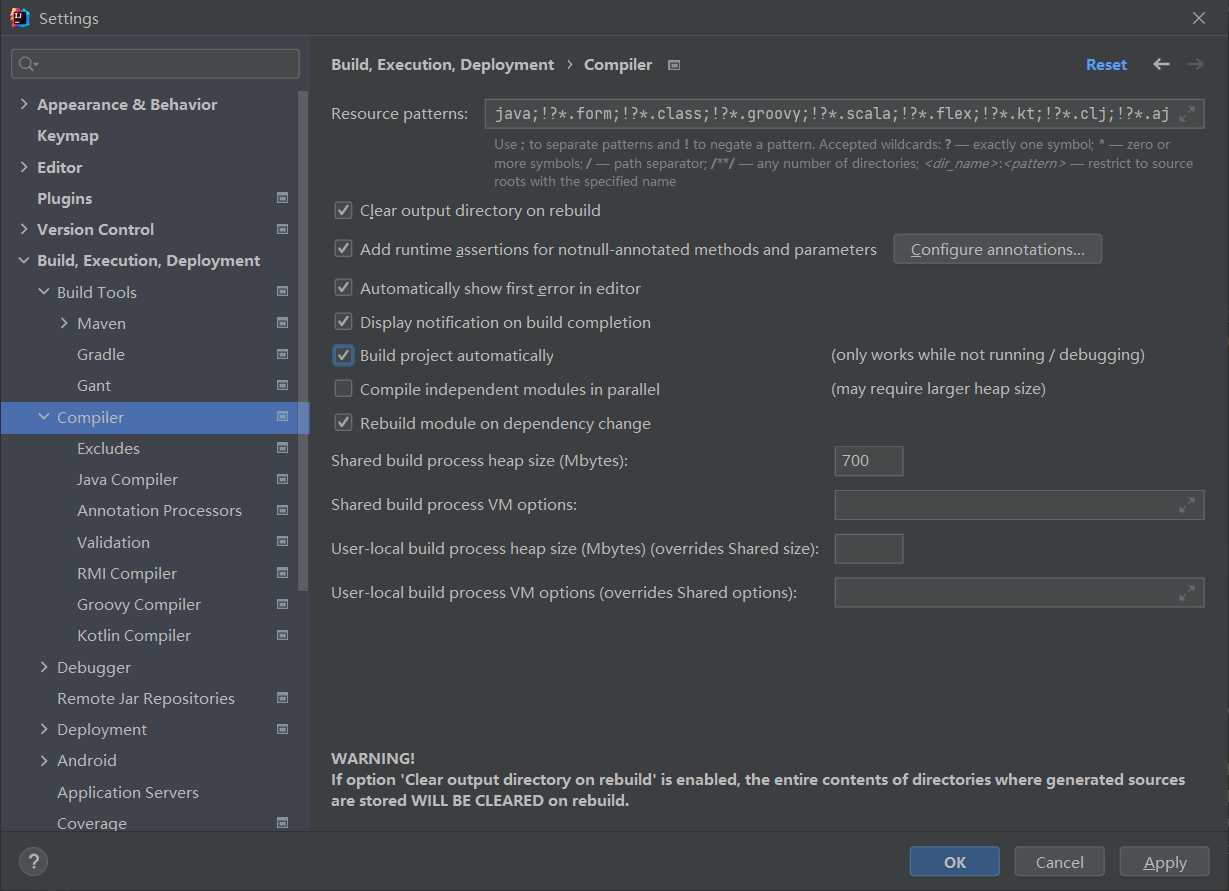 Settings
Appearance & Behavior
Keymap
Editor
Plugins
Version Control
Build, Execution, Deployment
Build Tools
Maven
Gradle
Gant
Compiler
Excludes
Java Compiler
Annotation Processors
Validation
RMI Compiler
Groovy Compiler
Kotlin Compiler
Debugger
Remote Jar Repositories
Deployment
Android
Application Servers
Coverage
Build, Execution, Deployment › Compiler
Reset
Resource patterns: java;!?*.form;!?*.class;!?*.groovy;!?*.scala;!?*.flex;!?*.kt;!?*.clj;!?*.aj
Use ; to separate patterns and ! to negate a pattern. Accepted wildcards: ? — exactly one symbol; * — zero or
more symbols; / — path separator; /**/ — any number of directories; <dir_name>:<pattern> — restrict to source
roots with the specified name
Clear output directory on rebuild
Add runtime assertions for notnull-annotated methods and parameters Configure annotations...
Automatically show first error in editor
Display notification on build completion
Build project automatically (only works while not running / debugging)
Compile independent modules in parallel (may require larger heap size)
Rebuild module on dependency change
Shared build process heap size (Mbytes): 700
Shared build process VM options:
User-local build process heap size (Mbytes) (overrides Shared size):
User-local build process VM options (overrides Shared options):
WARNING!
If option 'Clear output directory on rebuild' is enabled, the entire contents of directories where generated sources
are stored WILL BE CLEARED on rebuild.
? OK Cancel Apply